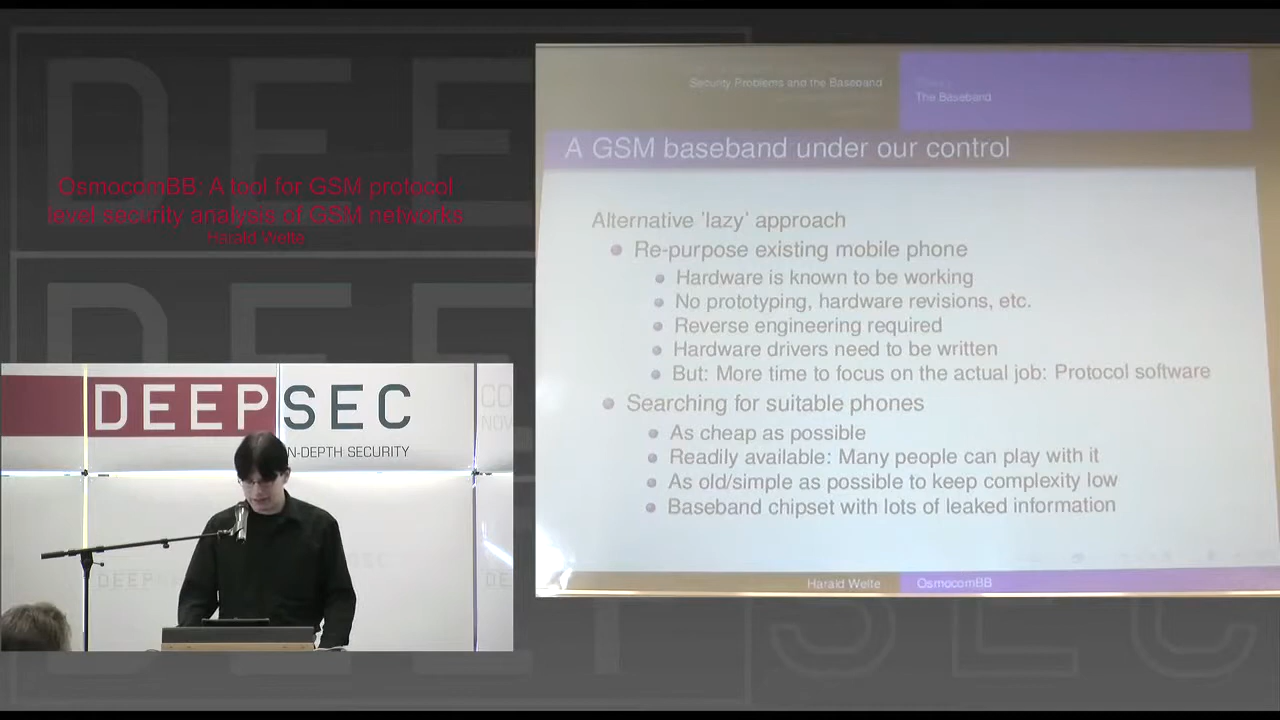 OsmocomBB: A tool for GSM protocol
level security analysis of GSM networks
Harald Welte
DEEPSEC
IN-DEPTH SECURITY
Security Problems and the Baseband
Theory
The Baseband
A GSM baseband under our control
Alternative 'lazy' approach
Re-purpose existing mobile phone
Hardware is known to be working
No prototyping, hardware revisions, etc.
Reverse engineering required
Hardware drivers need to be written
But: More time to focus on the actual job: Protocol software
Searching for suitable phones
As cheap as possible
Readily available: Many people can play with it
As old/simple as possible to keep complexity low
Baseband chipset with lots of leaked information
Harald Welte
OsmocomBB